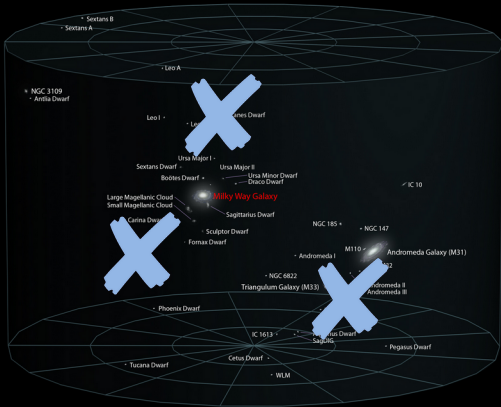 Sextans B
Sextans A
Leo A
NGC 3109
Antlia Dwarf
Leo I
Dwarf
Ursa Major I
Ursa Major II
Sextans Dwarf
Ursa Minor Dwarf
Boötes Dwarf
Draco Dwarf
IC 10
Milky Way Galaxy
Large Magellanic Cloud
Small Magellanic Cloud
Sagittarius Dwarf
Carina Dwarf
NGC 185
NGC 147
Sculptor Dwarf
Fornax Dwarf
M110
Andromeda Galaxy (M31)
Andromeda I
NGC 6822
Triangulum Galaxy (M33)
Andromeda II
Andromeda III
Phoenix Dwarf
IC 1613
Dwarf
SagDIG
Pegasus Dwarf
Cetus Dwarf
Tucana Dwarf
WLM